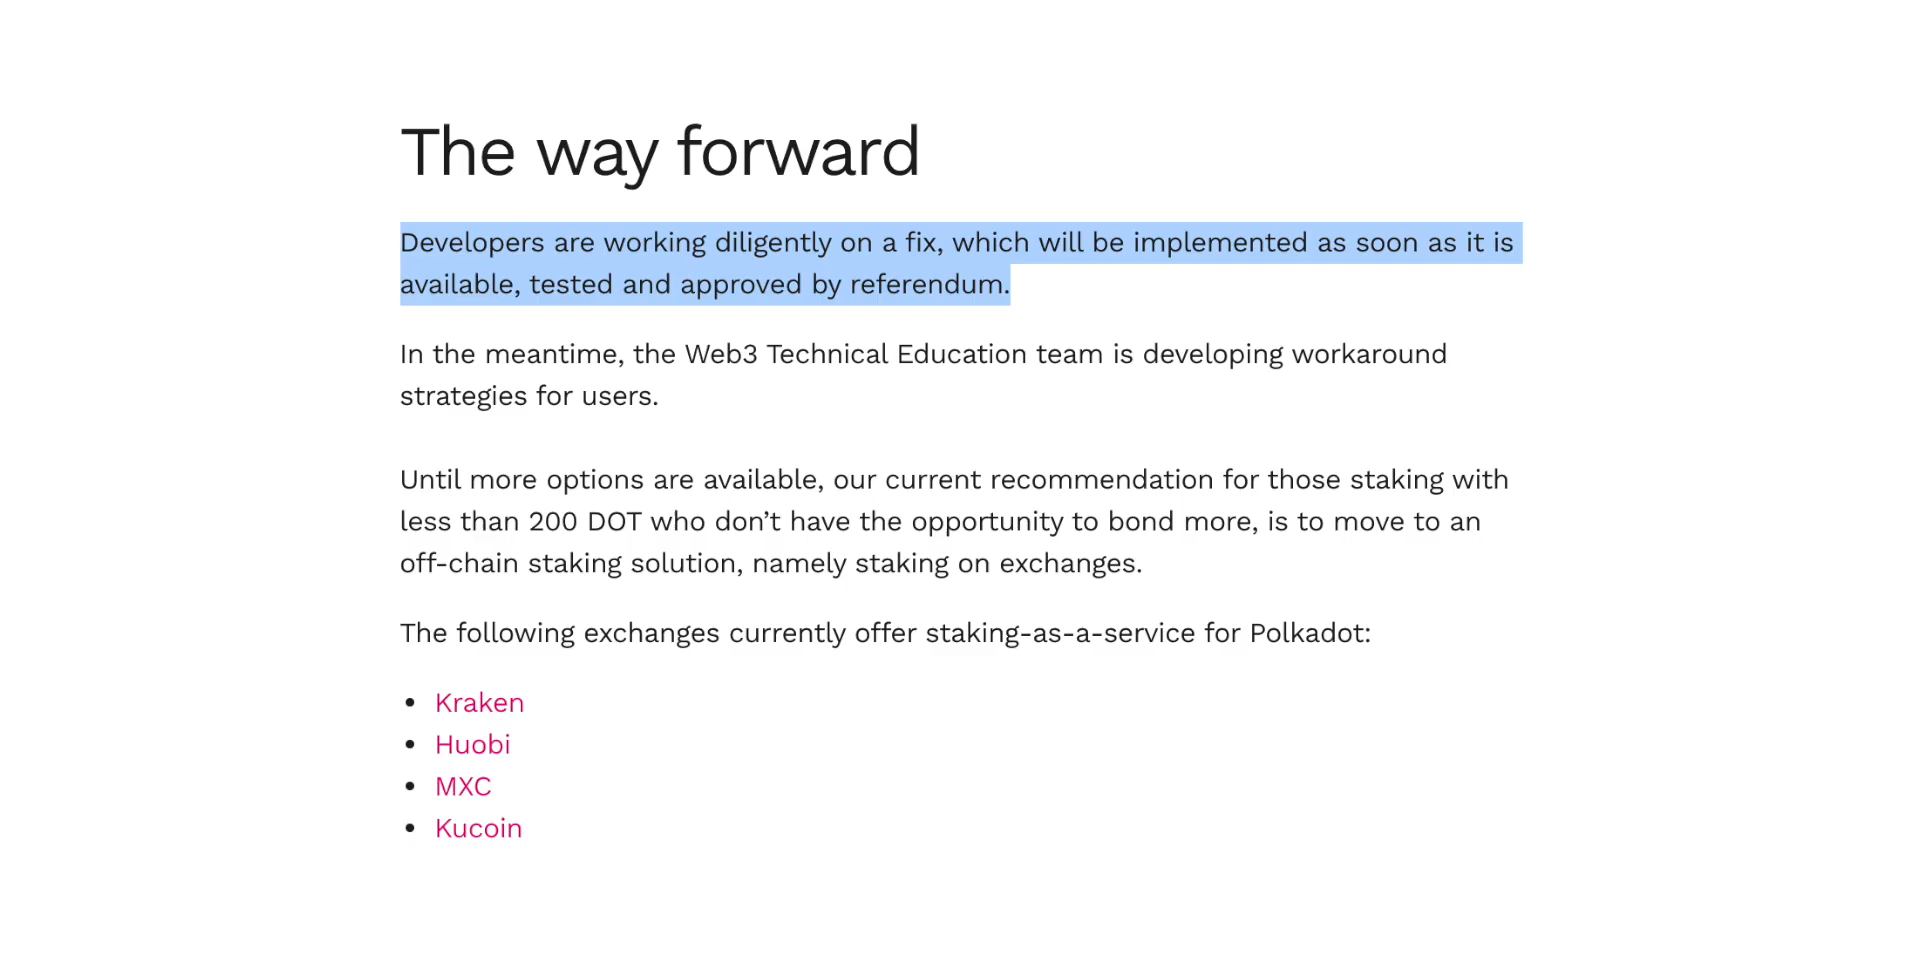 The way forward
Developers are working diligently on a fix, which will be implemented as soon as it is
available, tested and approved by referendum.
In the meantime, the Web3 Technical Education team is developing workaround
strategies for users.
Until more options are available, our current recommendation for those staking with
less than 200 DOT who don’t have the opportunity to bond more, is to move to an
off-chain staking solution, namely staking on exchanges.
The following exchanges currently offer staking-as-a-service for Polkadot:
• Kraken
• Huobi
• MXC
• Kucoin